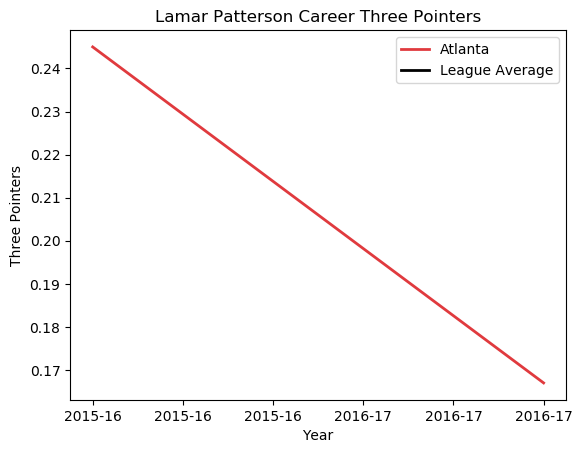 Lamar Patterson Career Three Pointers
Atlanta
League Average
Three Pointers
0.24
0.23
0.22
0.21
0.20
0.19
0.18
0.17
2015-16 2015-16 2015-16 2016-17 2016-17 2016-17
Year